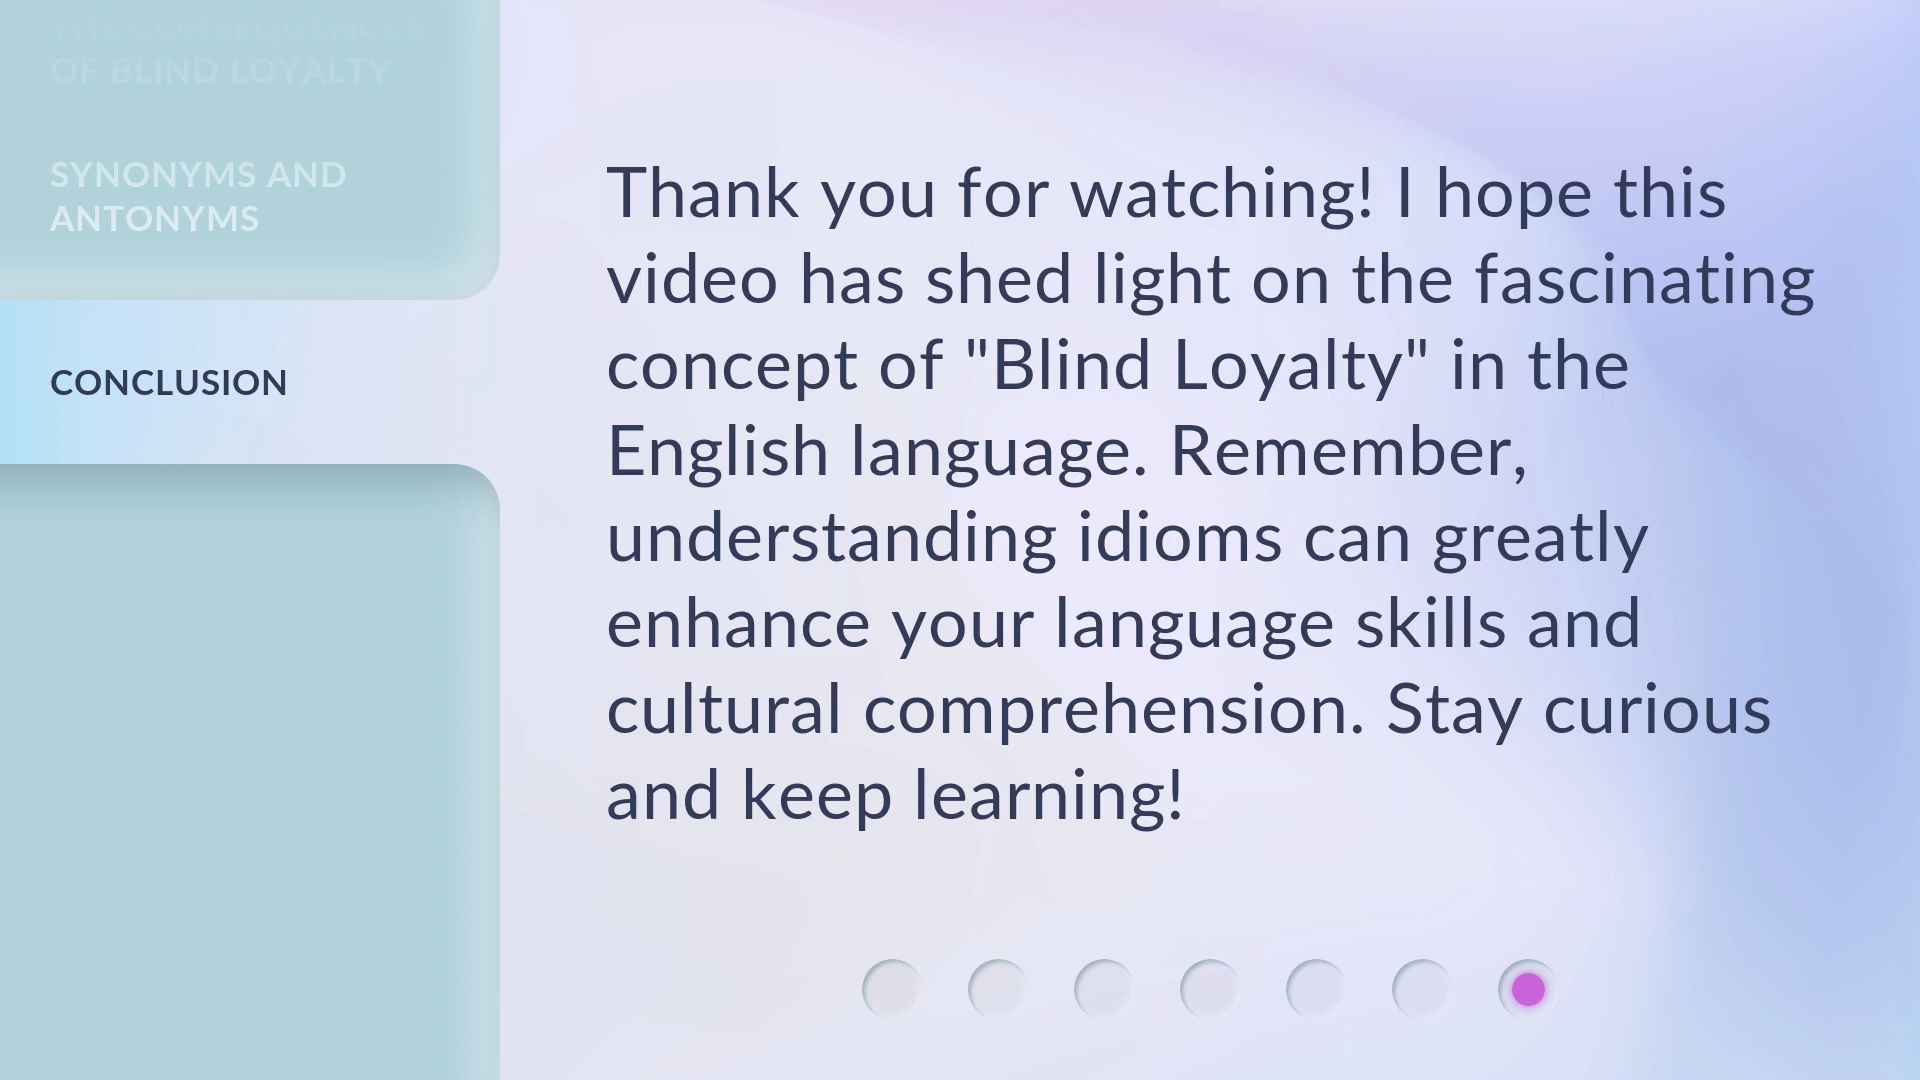 THE CONSEQUENCES
OF BLIND LOYALTY
SYNONYMS AND
ANTONYMS
CONCLUSION
Thank you for watching! I hope this
video has shed light on the fascinating
concept of "Blind Loyalty" in the
English language. Remember,
understanding idioms can greatly
enhance your language skills and
cultural comprehension. Stay curious
and keep learning!